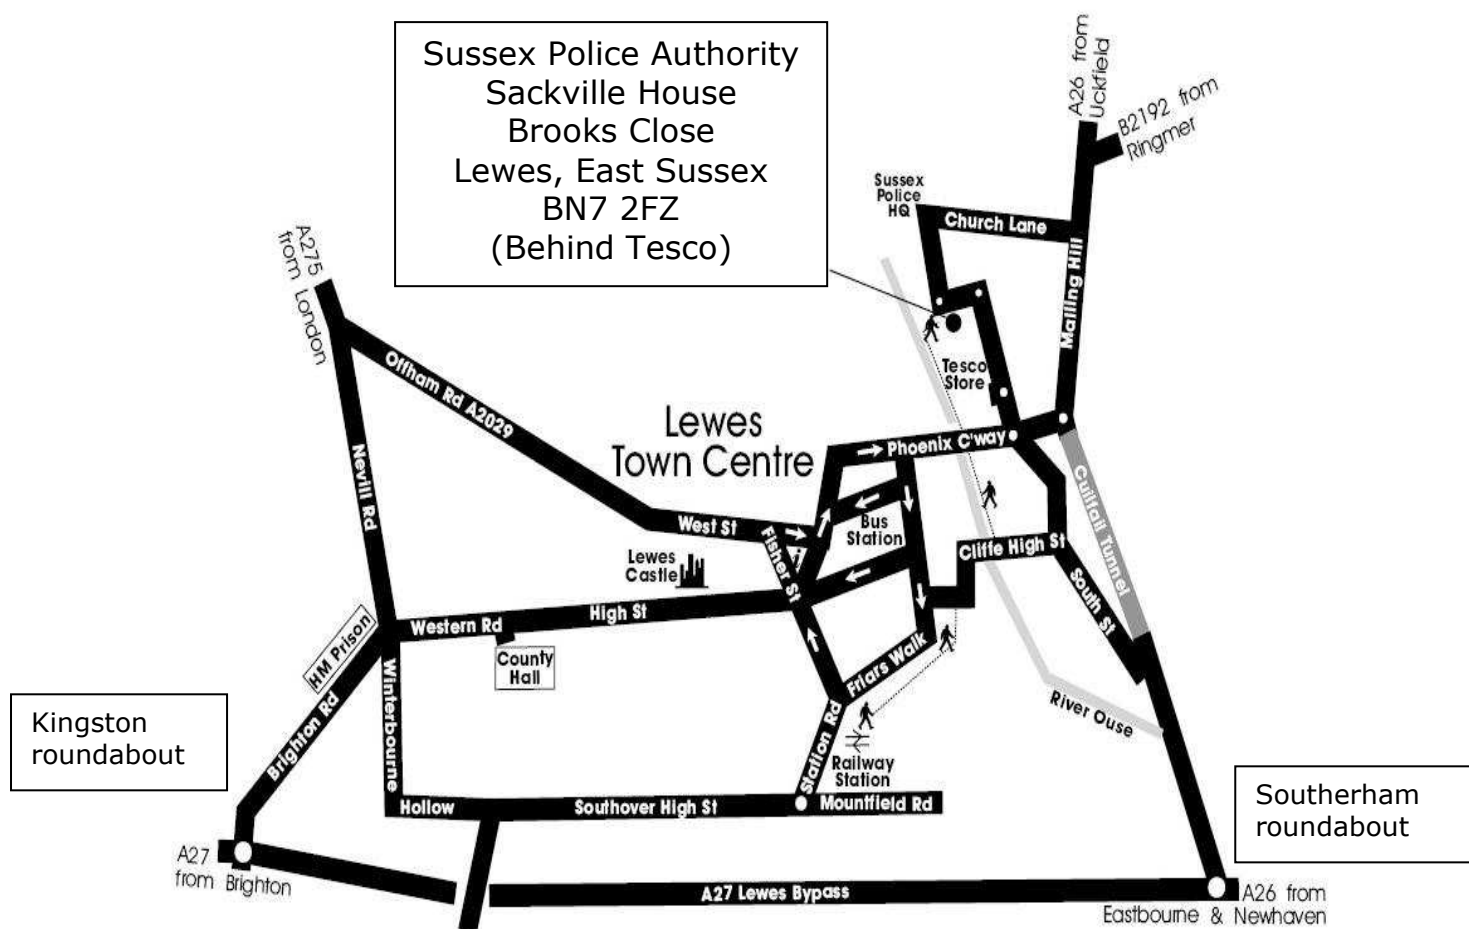 Sussex Police Authority
Sackville House
Brooks Close
Lewes, East Sussex
BN7 2FZ
(Behind Tesco)
A26 from
Uckfield
B2192 from
Ringmer
Sussex
Police
HQ
Church Lane
Malling Hill
A275
from London
Offham Rd A2029
Nevill Rd
Tesco
Store
Lewes
Town Centre
Phoenix C'way
Cuilfail Tunnel
West St
Fisher St
i
Bus
Station
Cliffe High St
South St
Lewes
Castle
High St
Western Rd
HM Prison
County
Hall
Winterbourne
Hollow
Brighton Rd
Friars Walk
River Ouse
Station Rd
Railway
Station
Southover High St
Mountfield Rd
Kingston
roundabout
Southerham
roundabout
A27
from Brighton
A27 Lewes Bypass
A26 from
Eastbourne & Newhaven